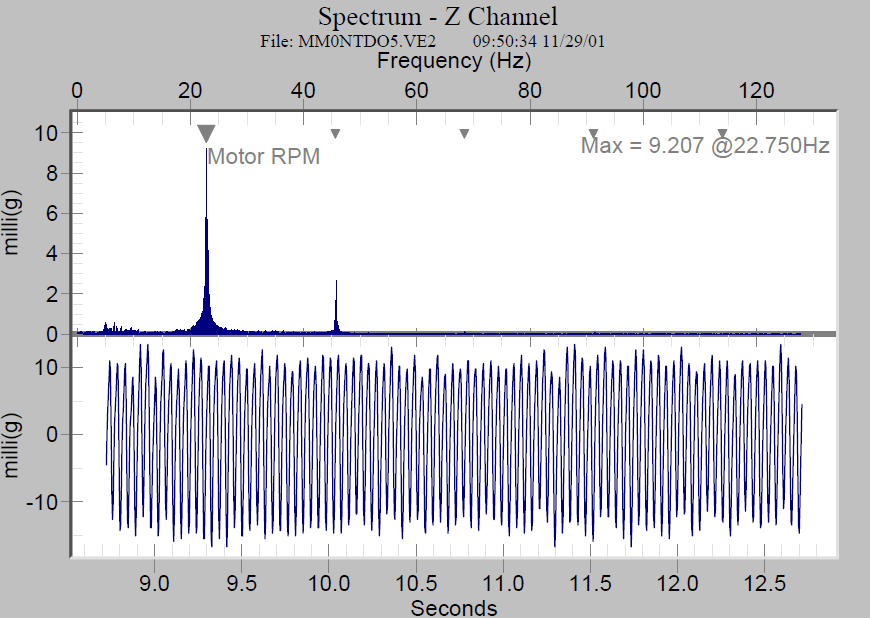 Spectrum - Z Channel
File: MM0NTDO5.VE2 09:50:34 11/29/01
Frequency (Hz)
0 20 40 60 80 100 120
10
Max = 9.207 @22.750Hz
Motor RPM
8
6
4
2
0
milli(g)
10
0
-10
milli(g)
9.0 9.5 10.0 10.5 11.0 11.5 12.0 12.5
Seconds